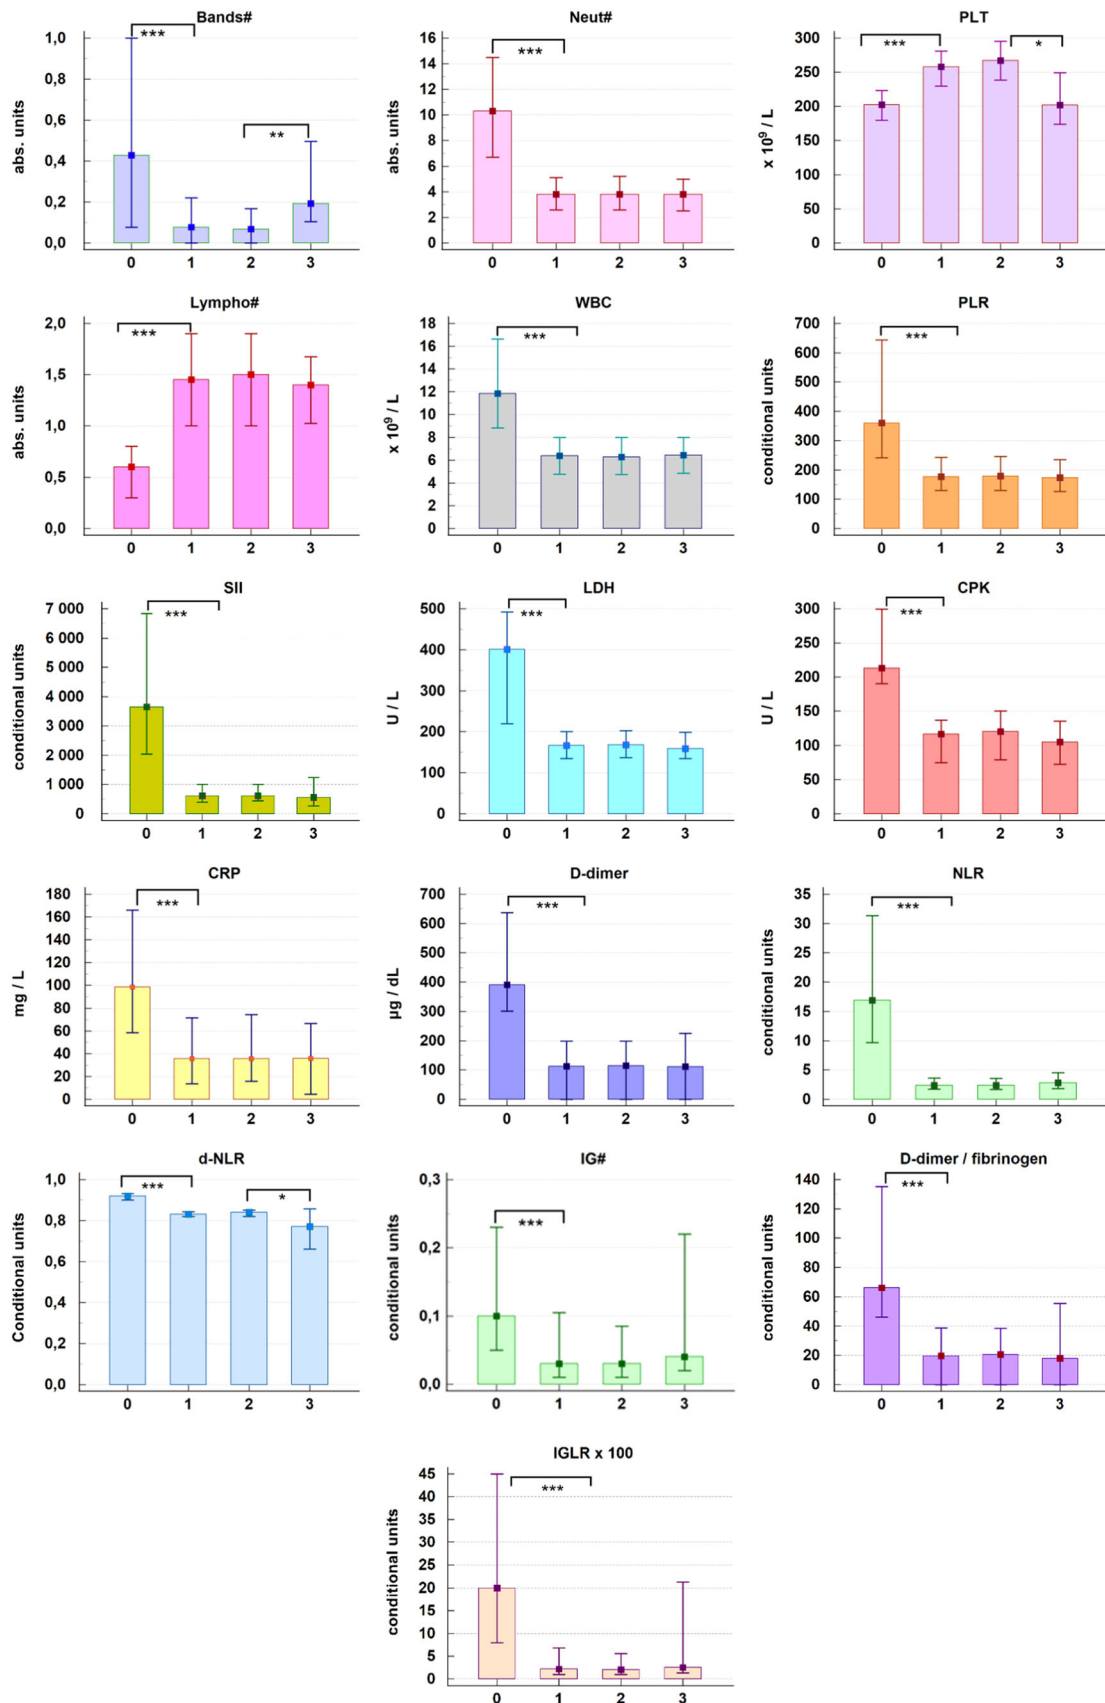 Bands#
abs. units
1,0
0,8
0,6
0,4
0,2
0,0
***
**
0 1 2 3
Neut#
abs. units
16
14
12
10
8
6
4
2
0
***
0 1 2 3
PLT
x 10⁹ / L
300
250
200
150
100
50
0
***
*
0 1 2 3
Lympho#
abs. units
2,0
1,5
1,0
0,5
0,0
***
0 1 2 3
WBC
x 10⁹ / L
18
16
14
12
10
8
6
4
2
0
***
0 1 2 3
PLR
conditional units
700
600
500
400
300
200
100
0
***
0 1 2 3
SII
conditional units
7 000
6 000
5 000
4 000
3 000
2 000
1 000
0
***
0 1 2 3
LDH
U / L
500
400
300
200
100
0
***
0 1 2 3
CPK
U / L
300
250
200
150
100
50
0
***
0 1 2 3
CRP
mg / L
180
160
140
120
100
80
60
40
20
0
***
0 1 2 3
D-dimer
µg / dL
700
600
500
400
300
200
100
0
***
0 1 2 3
NLR
conditional units
35
30
25
20
15
10
5
0
***
0 1 2 3
d-NLR
Conditional units
1,0
0,8
0,6
0,4
0,2
0,0
***
*
0 1 2 3
IG#
conditional units
0,3
0,2
0,1
0,0
***
0 1 2 3
D-dimer / fibrinogen
conditional units
140
120
100
80
60
40
20
0
***
0 1 2 3
IGLR x 100
conditional units
45
40
35
30
25
20
15
10
5
0
***
0 1 2 3